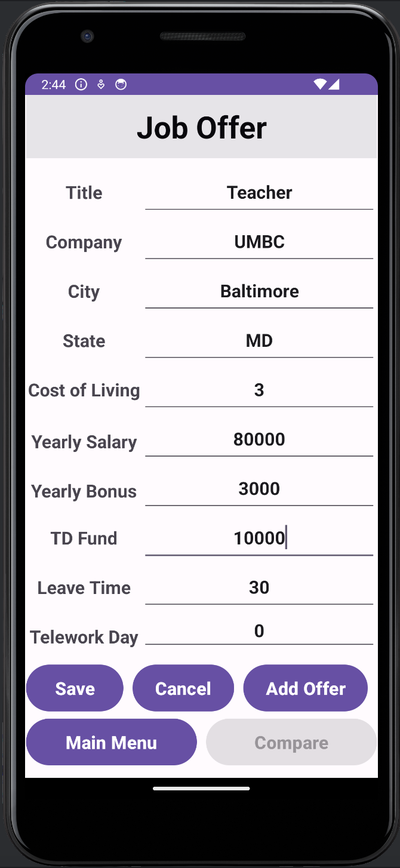 2:44
Job Offer
Title Teacher
Company UMBC
City Baltimore
State MD
Cost of Living 3
Yearly Salary 80000
Yearly Bonus 3000
TD Fund 10000
Leave Time 30
Telework Day 0
Save Cancel Add Offer
Main Menu Compare